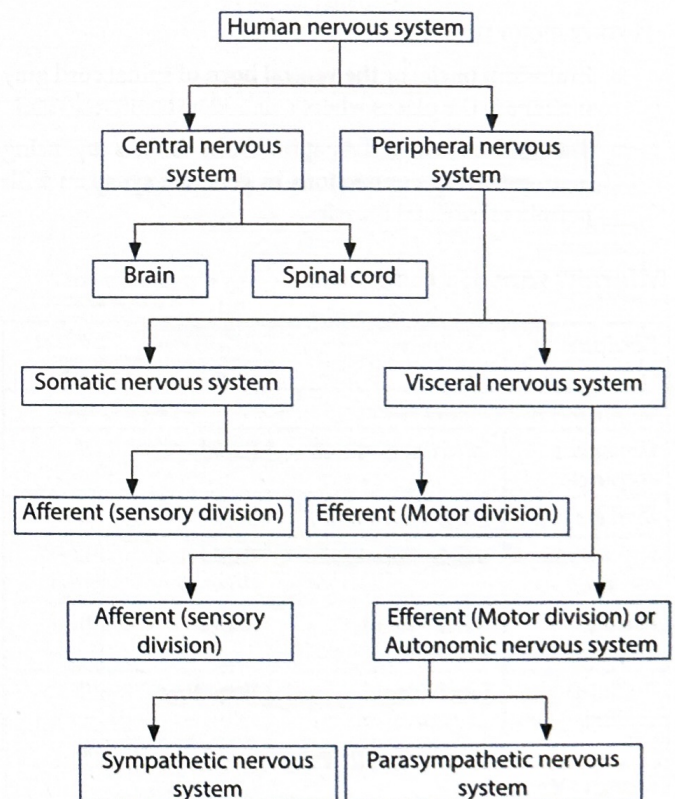 Human nervous system
Central nervous
system
Peripheral nervous
system
Brain
Spinal cord
Somatic nervous system
Visceral nervous system
Afferent (sensory division)
Efferent (Motor division)
Afferent (sensory
division)
Efferent (Motor division) or
Autonomic nervous system
Sympathetic nervous
system
Parasympathetic nervous
system